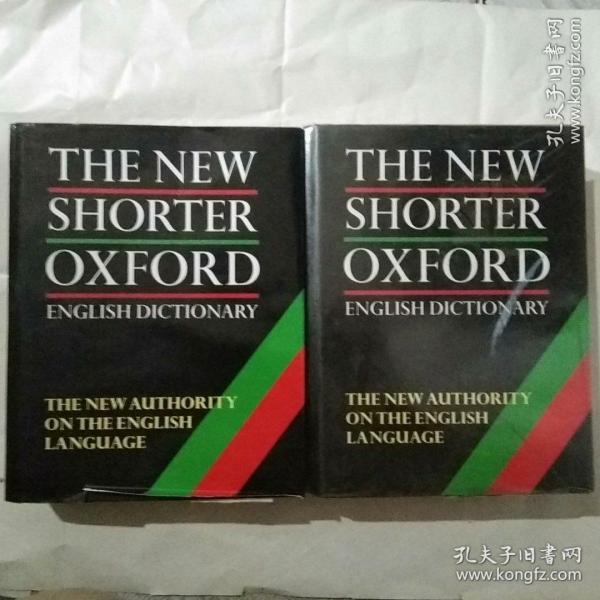 THE NEW
SHORTER
OXFORD
ENGLISH DICTIONARY
THE NEW AUTHORITY
ON THE ENGLISH
LANGUAGE
THE NEW
SHORTER
OXFORD
ENGLISH DICTIONARY
THE NEW AUTHORITY
ON THE ENGLISH
LANGUAGE
孔夫子旧书网
www.kongfz.com
孔夫子旧书网
www.kongfz.com